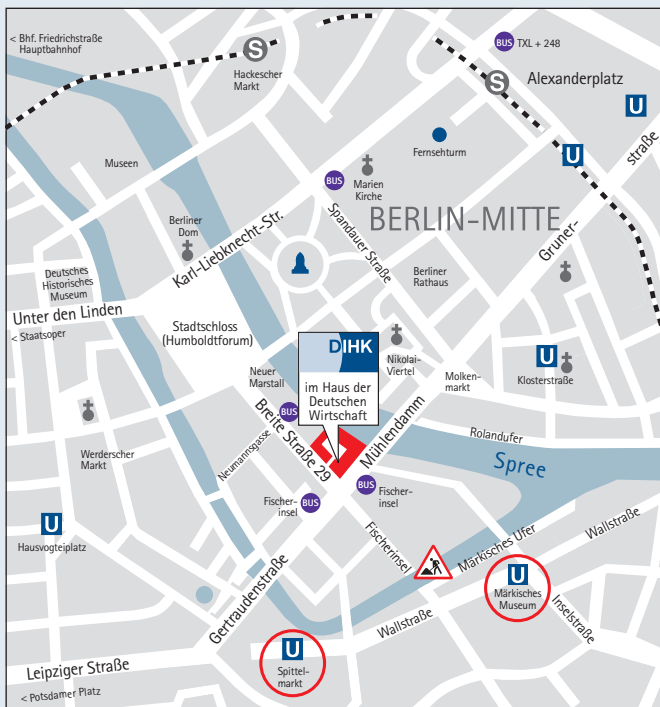 < Bhf. Friedrichstraße
Hauptbahnhof
S
Hackescher
Markt
BUS TXL + 248
S
Alexanderplatz
U
U
Fernsehturm
Museen
BUS
Marien
Kirche
BERLIN-MITTE
Gruner-
straße
Berliner
Dom
Karl-Liebknecht-Str.
Spandauer Straße
Berliner
Rathaus
Deutsches
Historisches
Museum
Unter den Linden
< Staatsoper
Stadtschloss
(Humboldtforum)
DIHK
im Haus der
Deutschen
Wirtschaft
Nikolai-
Viertel
Molken-
markt
U
Klosterstraße
Neuer
Marstall
BUS
Breite Straße 29
Mühlendamm
Rolandufer
Spree
Werderscher
Markt
Neumannsgasse
Fischer-
insel
BUS
BUS
Fischer-
insel
U
Hausvogteiplatz
Fischerinsel
Märkisches Ufer
Wallstraße
U
Märkisches
Museum
Inselstraße
Gertraudenstraße
Wallstraße
U
Spittel-
markt
Leipziger Straße
< Potsdamer Platz